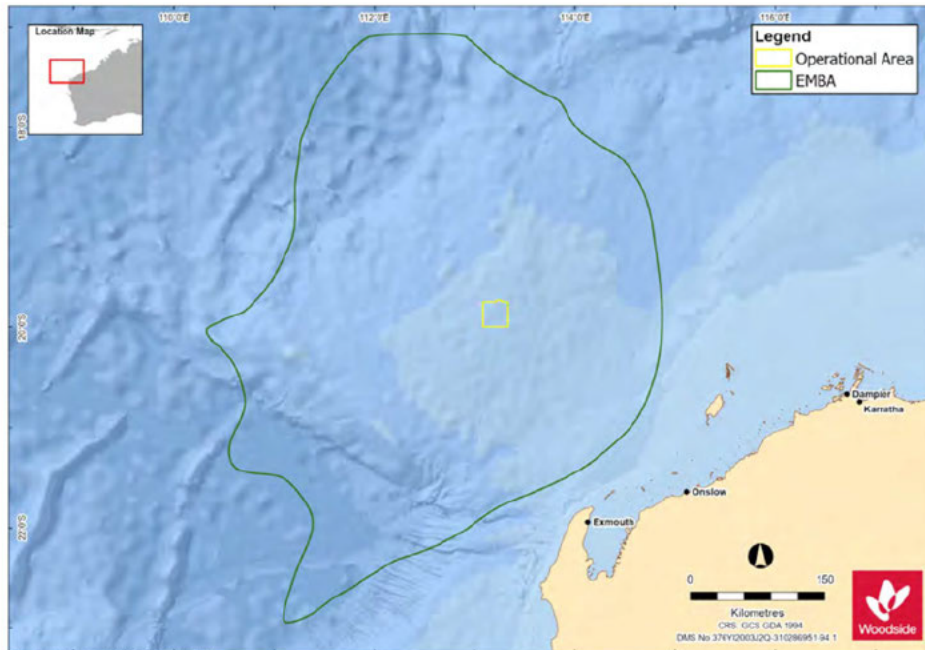 110°0'E
112°0'E
114°0'E
116°0'E
Location Map
Legend
Operational Area
EMBA
18°0'S
20°0'S
22°0'S
Dampier
Karratha
Onslow
Exmouth
0
150
Kilometres
CRS: GCS GDA 1994
Woodside